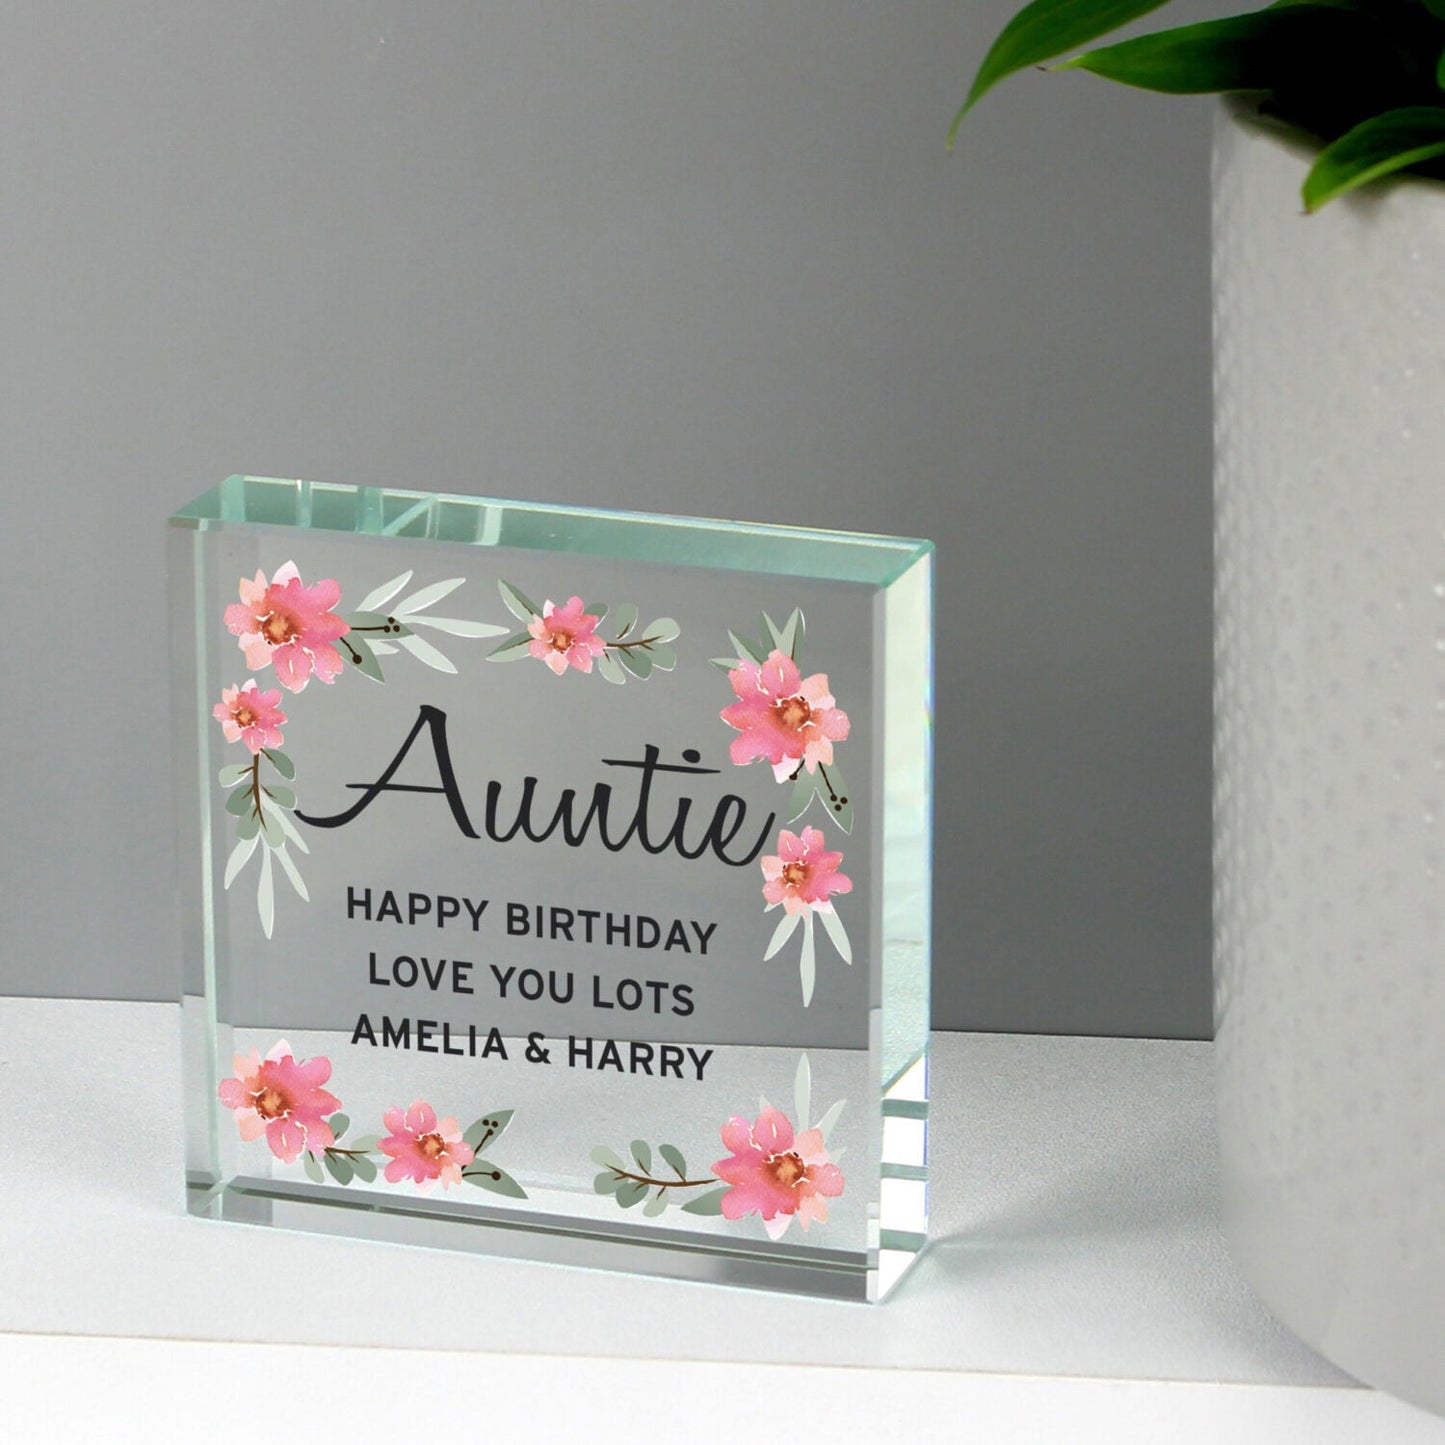 Auntie
HAPPY BIRTHDAY
LOVE YOU LOTS
AMELIA & HARRY